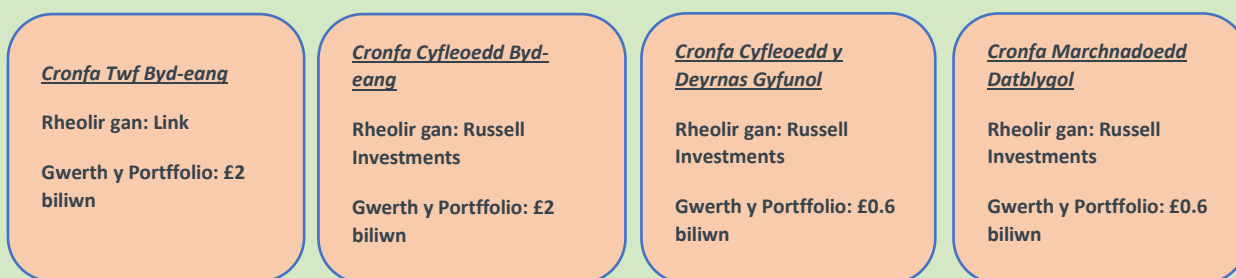 Cronfa Twf Byd-eang
Rheolir gan: Link
Gwerth y Portffolio: £2
biliwn
Cronfa Cyfleoedd Byd-
eang
Rheolir gan: Russell
Investments
Gwerth y Portffolio: £2
biliwn
Cronfa Cyfleoedd y
Deyrnas Gyfunol
Rheolir gan: Russell
Investments
Gwerth y Portffolio: £0.6
biliwn
Cronfa Marchnadoedd
Datblygol
Rheolir gan: Russell
Investments
Gwerth y Portffolio: £0.6
biliwn